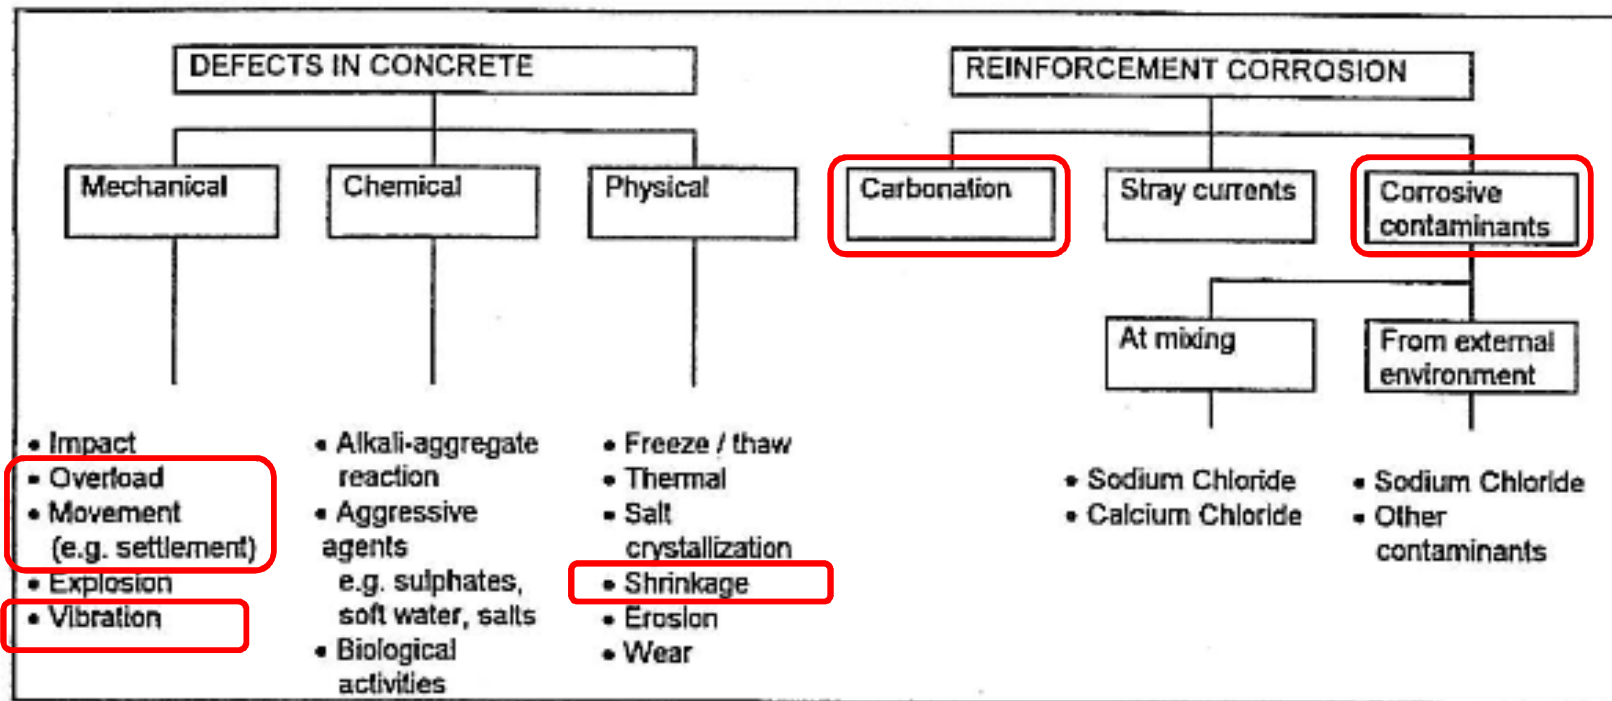 DEFECTS IN CONCRETE
REINFORCEMENT CORROSION
Mechanical
Chemical
Physical
Carbonation
Stray currents
Corrosive
contaminants
At mixing
From external
environment
• Impact
• Overload
• Movement
(e.g. settlement)
• Explosion
• Vibration
• Alkali-aggregate
reaction
• Aggressive
agents
e.g. sulphates,
soft water, salts
• Biological
activities
• Freeze / thaw
• Thermal
• Salt
crystallization
• Shrinkage
• Erosion
• Wear
• Sodium Chloride
• Calcium Chloride
• Sodium Chloride
• Other
contaminants